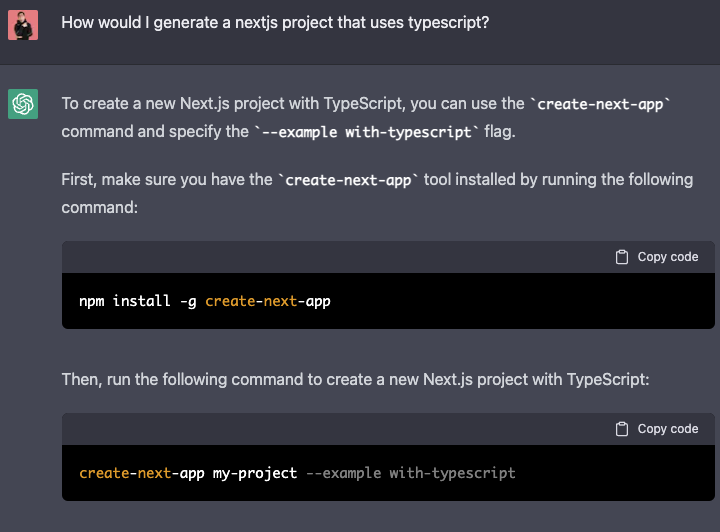 How would I generate a nextjs project that uses typescript?
To create a new Next.js project with TypeScript, you can use the `create-next-app`
command and specify the `--example with-typescript` flag.
First, make sure you have the `create-next-app` tool installed by running the following
command:
Copy code
npm install -g create-next-app
Then, run the following command to create a new Next.js project with TypeScript:
Copy code
create-next-app my-project --example with-typescript